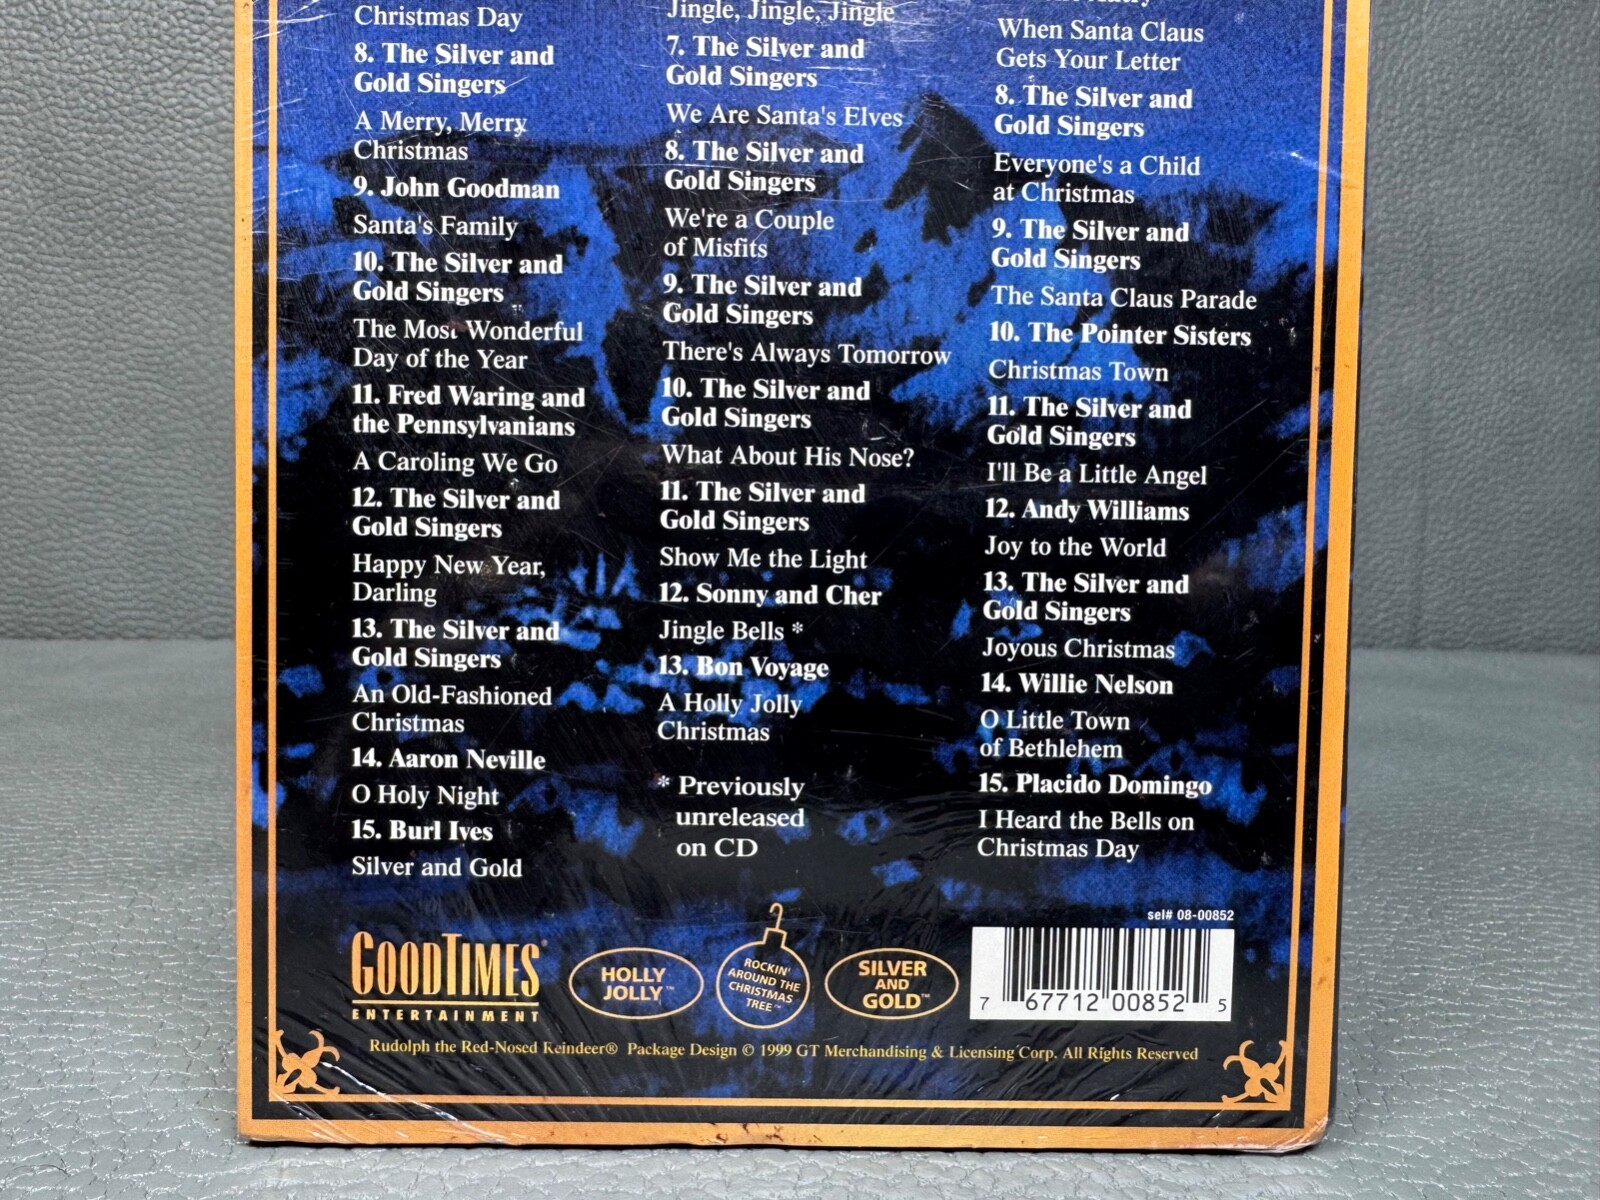 Christmas Day
8. The Silver and
Gold Singers
A Merry, Merry
Christmas
9. John Goodman
Santa's Family
10. The Silver and
Gold Singers
The Most Wonderful
Day of the Year
11. Fred Waring and
the Pennsylvanians
A Caroling We Go
12. The Silver and
Gold Singers
Happy New Year,
Darling
13. The Silver and
Gold Singers
An Old-Fashioned
Christmas
14. Aaron Neville
O Holy Night
15. Burl Ives
Silver and Gold
Jingle, Jingle, Jingle
7. The Silver and
Gold Singers
We Are Santa's Elves
8. The Silver and
Gold Singers
We're a Couple
of Misfits
9. The Silver and
Gold Singers
There's Always Tomorrow
10. The Silver and
Gold Singers
What About His Nose?
11. The Silver and
Gold Singers
Show Me the Light
12. Sonny and Cher
Jingle Bells *
13. Bon Voyage
A Holly Jolly
Christmas
* Previously
unreleased
on CD
When Santa Claus
Gets Your Letter
8. The Silver and
Gold Singers
Everyone's a Child
at Christmas
9. The Silver and
Gold Singers
The Santa Claus Parade
10. The Pointer Sisters
Christmas Town
11. The Silver and
Gold Singers
I'll Be a Little Angel
12. Andy Williams
Joy to the World
13. The Silver and
Gold Singers
Joyous Christmas
14. Willie Nelson
O Little Town
of Bethlehem
15. Placido Domingo
I Heard the Bells on
Christmas Day
sel# 08-00852
GOODTIMES®
ENTERTAINMENT
HOLLY
JOLLY™
ROCKIN'
AROUND THE
CHRISTMAS
TREE™
SILVER
AND
GOLD™
7 67712 00852 5
Rudolph the Red-Nosed Reindeer® Package Design © 1999 GT Merchandising & Licensing Corp. All Rights Reserved